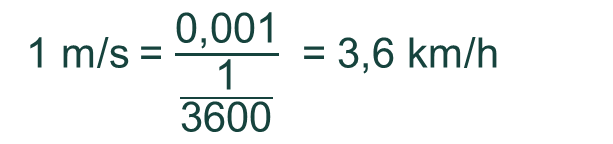 1 m/s = 0,001 / (1 / 3600) = 3,6 km/h